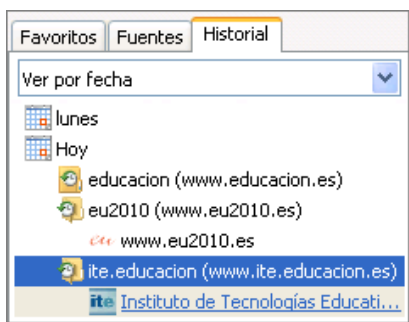 Favoritos Fuentes Historial
Ver por fecha
lunes
Hoy
educacion (www.educacion.es)
eu2010 (www.eu2010.es)
eu www.eu2010.es
ite.educacion (www.ite.educacion.es)
ite Instituto de Tecnologías Educati...